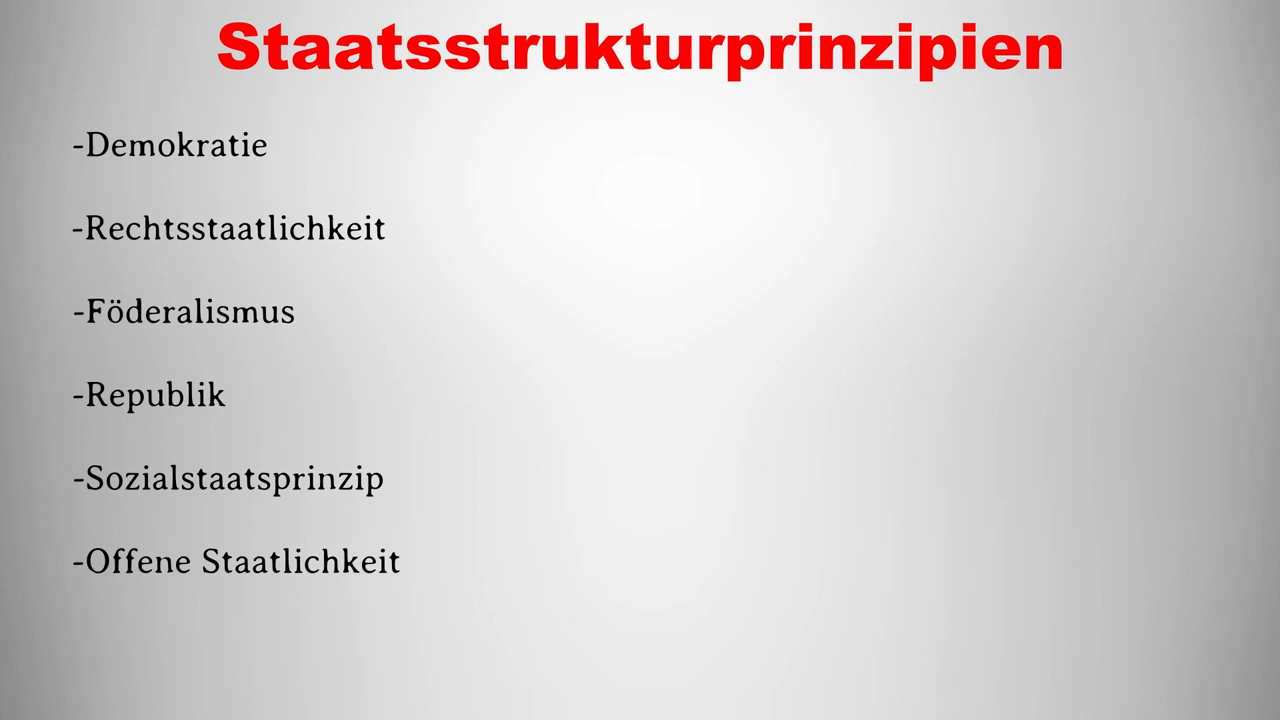 Staatsstrukturprinzipien
-Demokratie
-Rechtsstaatlichkeit
-Föderalismus
-Republik
-Sozialstaatsprinzip
-Offene Staatlichkeit